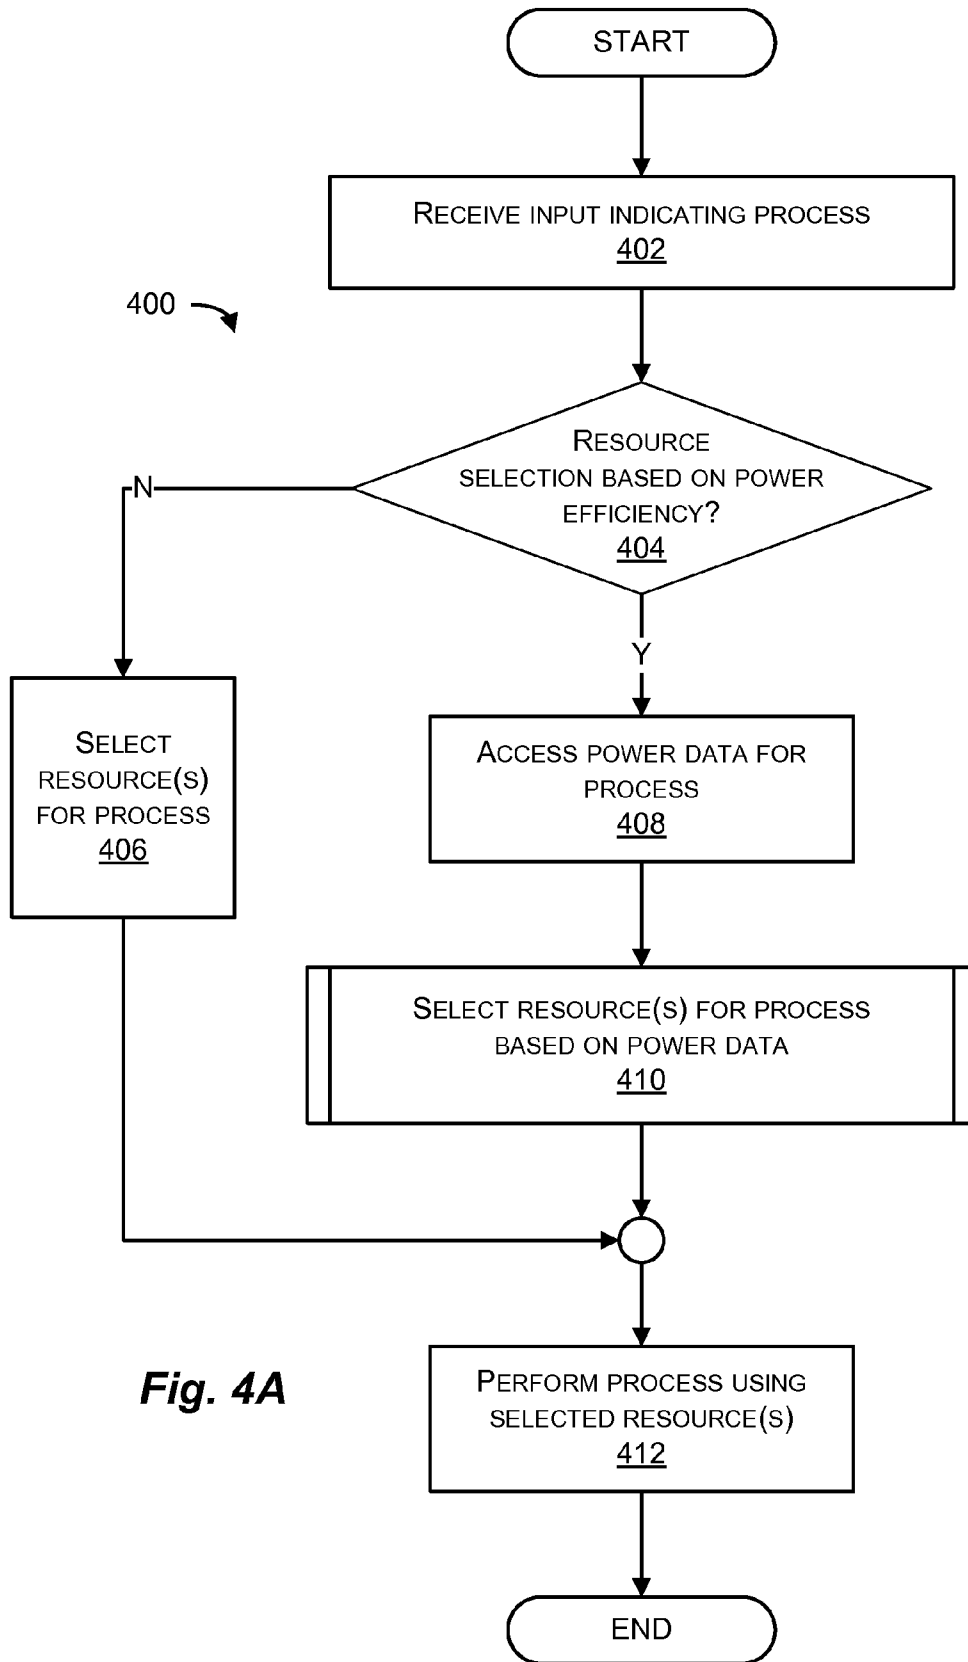 START
RECEIVE INPUT INDICATING PROCESS
402
400
RESOURCE
SELECTION BASED ON POWER
EFFICIENCY?
404
N
Y
SELECT
RESOURCE(S)
FOR PROCESS
406
ACCESS POWER DATA FOR
PROCESS
408
SELECT RESOURCE(S) FOR PROCESS
BASED ON POWER DATA
410
Fig. 4A
PERFORM PROCESS USING
SELECTED RESOURCE(S)
412
END